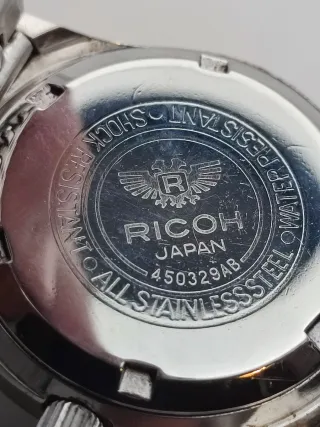 R
RICOH
JAPAN
450329AB
WATER RESISTANT ○ SHOCK RESISTANT ○ ALL STAINLESS STEEL ○